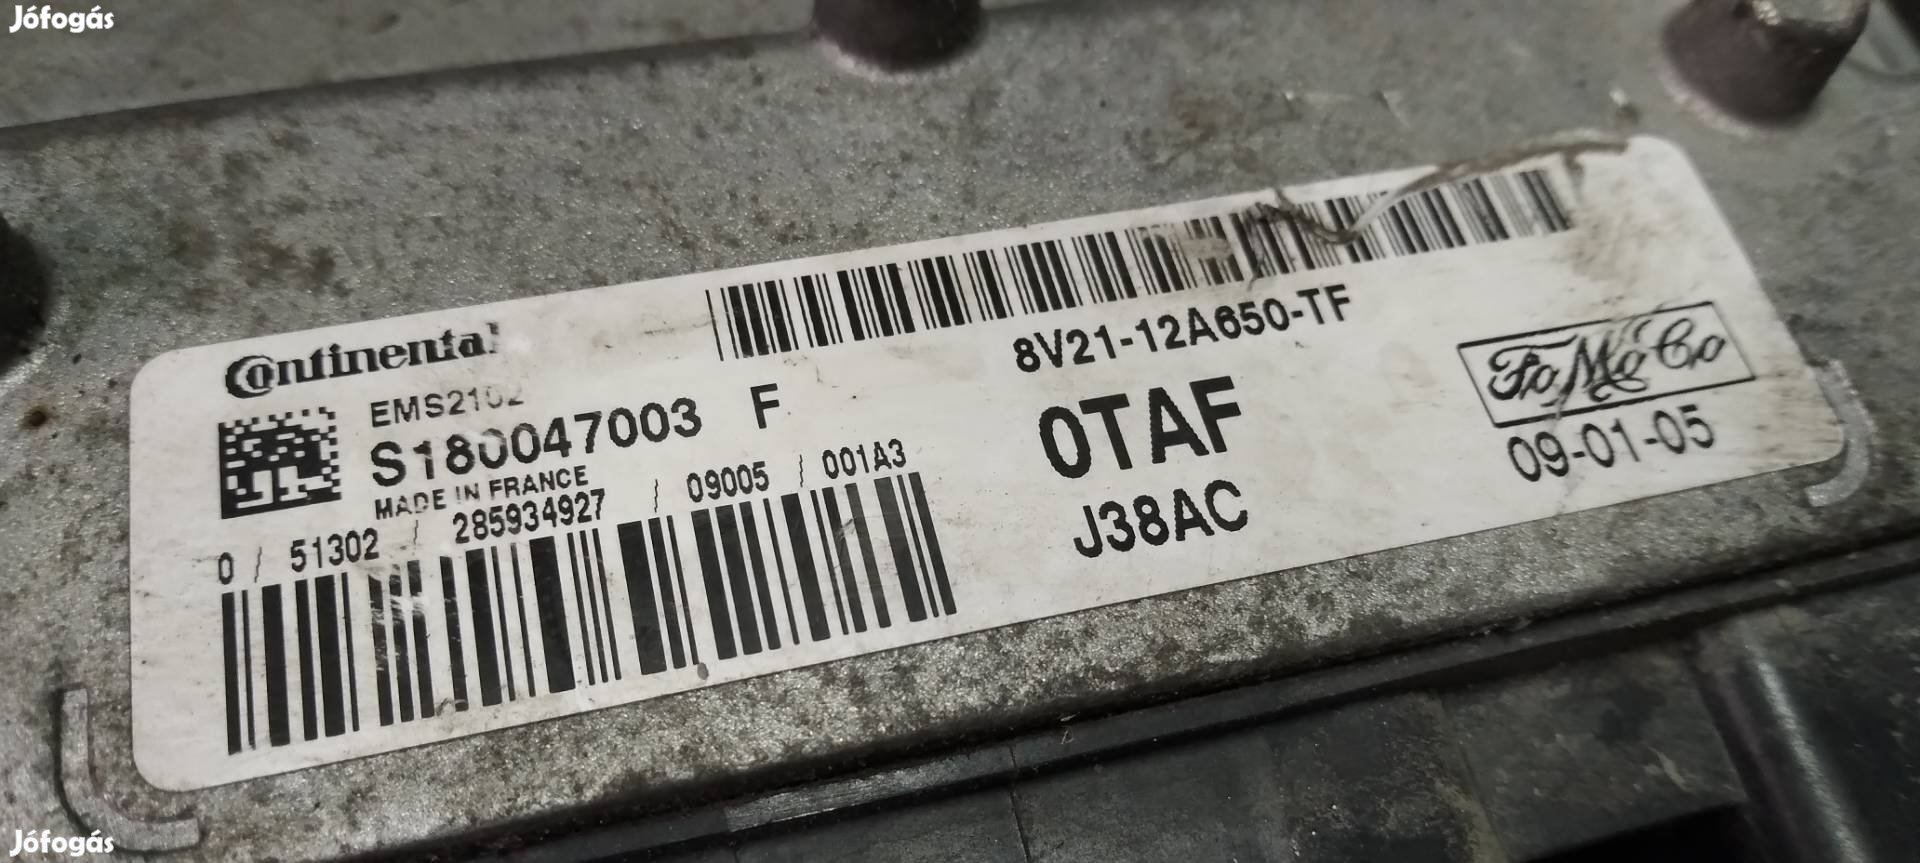 Jófogás
Continental
EMS2102
S180047003 F
MADE IN FRANCE
0 / 51302 / 285934927 / 09005 / 001A3
8V21-12A650-TF
0TAF
J38AC
FoMoCo
09-01-05
Jófogás